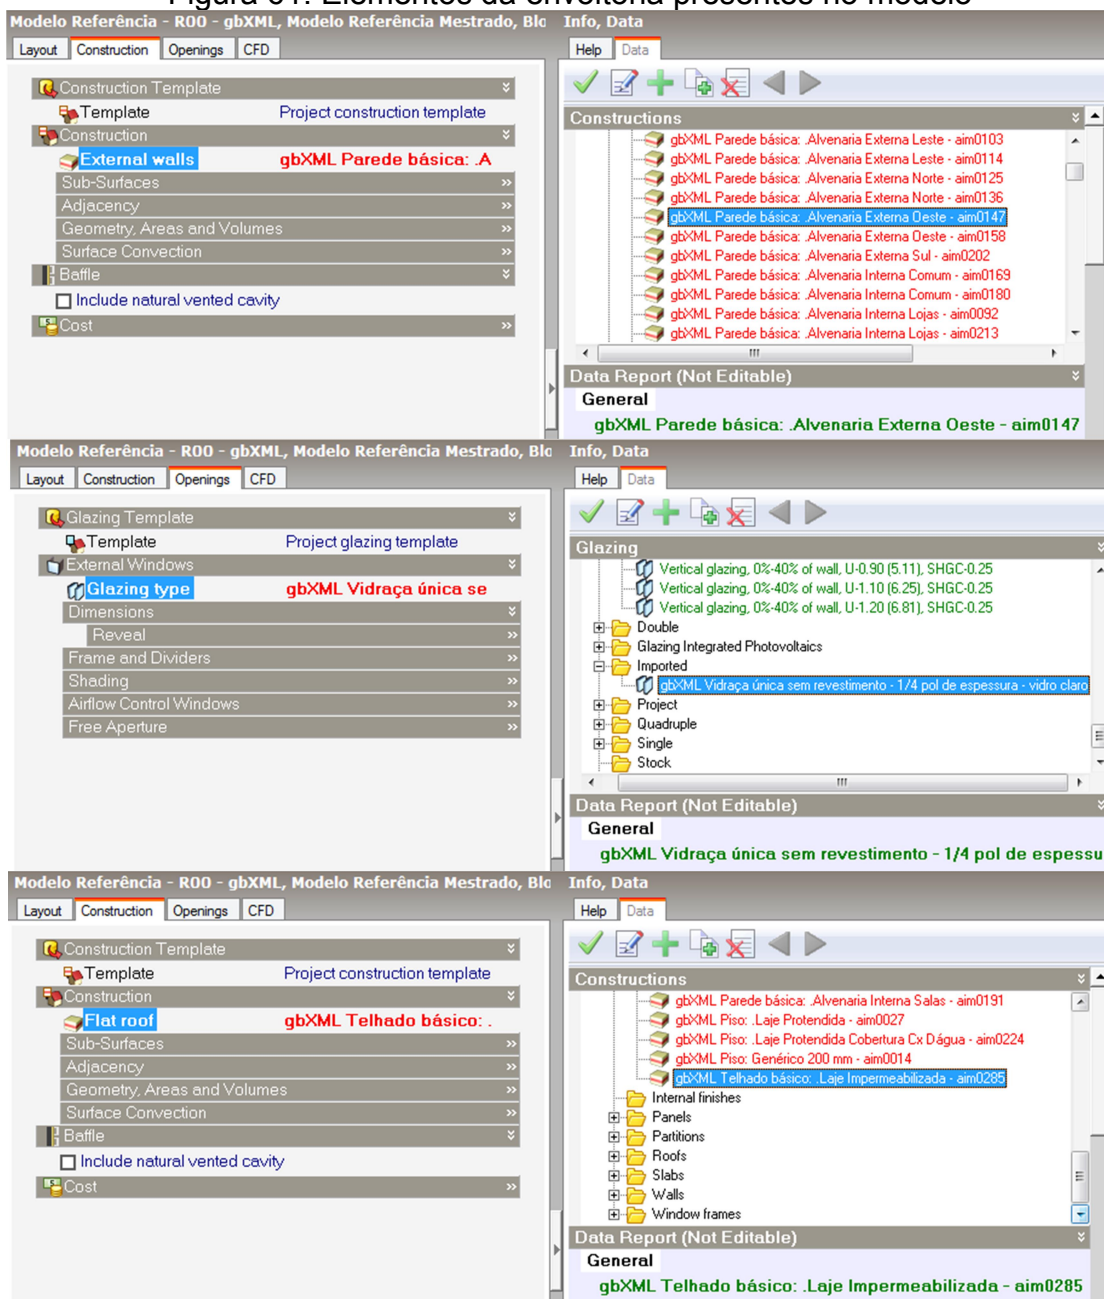 Figura 61: Elementos da envoltória presentes no modelo
Modelo Referência - R00 - gbXML, Modelo Referência Mestrado, Blo
Layout Construction Openings CFD
Construction Template
Template Project construction template
Construction
External walls gbXML Parede básica: .A
Sub-Surfaces
Adjacency
Geometry, Areas and Volumes
Surface Convection
Baffle
Include natural vented cavity
Cost
Info, Data
Help Data
Constructions
gbXML Parede básica: .Alvenaria Externa Leste - aim0103
gbXML Parede básica: .Alvenaria Externa Leste - aim0114
gbXML Parede básica: .Alvenaria Externa Norte - aim0125
gbXML Parede básica: .Alvenaria Externa Norte - aim0136
gbXML Parede básica: .Alvenaria Externa Oeste - aim0147
gbXML Parede básica: .Alvenaria Externa Oeste - aim0158
gbXML Parede básica: .Alvenaria Externa Sul - aim0202
gbXML Parede básica: .Alvenaria Interna Comum - aim0169
gbXML Parede básica: .Alvenaria Interna Comum - aim0180
gbXML Parede básica: .Alvenaria Interna Lojas - aim0092
gbXML Parede básica: .Alvenaria Interna Lojas - aim0213
Data Report (Not Editable)
General
gbXML Parede básica: .Alvenaria Externa Oeste - aim0147
Modelo Referência - R00 - gbXML, Modelo Referência Mestrado, Blo
Layout Construction Openings CFD
Glazing Template
Template Project glazing template
External Windows
Glazing type gbXML Vidraça única se
Dimensions
Reveal
Frame and Dividers
Shading
Airflow Control Windows
Free Aperture
Info, Data
Help Data
Glazing
Vertical glazing, 0%-40% of wall, U-0.90 (5.11), SHGC-0.25
Vertical glazing, 0%-40% of wall, U-1.10 (6.25), SHGC-0.25
Vertical glazing, 0%-40% of wall, U-1.20 (6.81), SHGC-0.25
Double
Glazing Integrated Photovoltaics
Imported
gbXML Vidraça única sem revestimento - 1/4 pol de espessura - vidro claro
Project
Quadruple
Single
Stock
Data Report (Not Editable)
General
gbXML Vidraça única sem revestimento - 1/4 pol de espessu
Modelo Referência - R00 - gbXML, Modelo Referência Mestrado, Blo
Layout Construction Openings CFD
Construction Template
Template Project construction template
Construction
Flat roof gbXML Telhado básico: .
Sub-Surfaces
Adjacency
Geometry, Areas and Volumes
Surface Convection
Baffle
Include natural vented cavity
Cost
Info, Data
Help Data
Constructions
gbXML Parede básica: .Alvenaria Interna Salas - aim0191
gbXML Piso: .Laje Protendida - aim0027
gbXML Piso: .Laje Protendida Cobertura Cx Dágua - aim0224
gbXML Piso: Genérico 200 mm - aim0014
gbXML Telhado básico: .Laje Impermeabilizada - aim0285
Internal finishes
Panels
Partitions
Roofs
Slabs
Walls
Window frames
Data Report (Not Editable)
General
gbXML Telhado básico: .Laje Impermeabilizada - aim0285